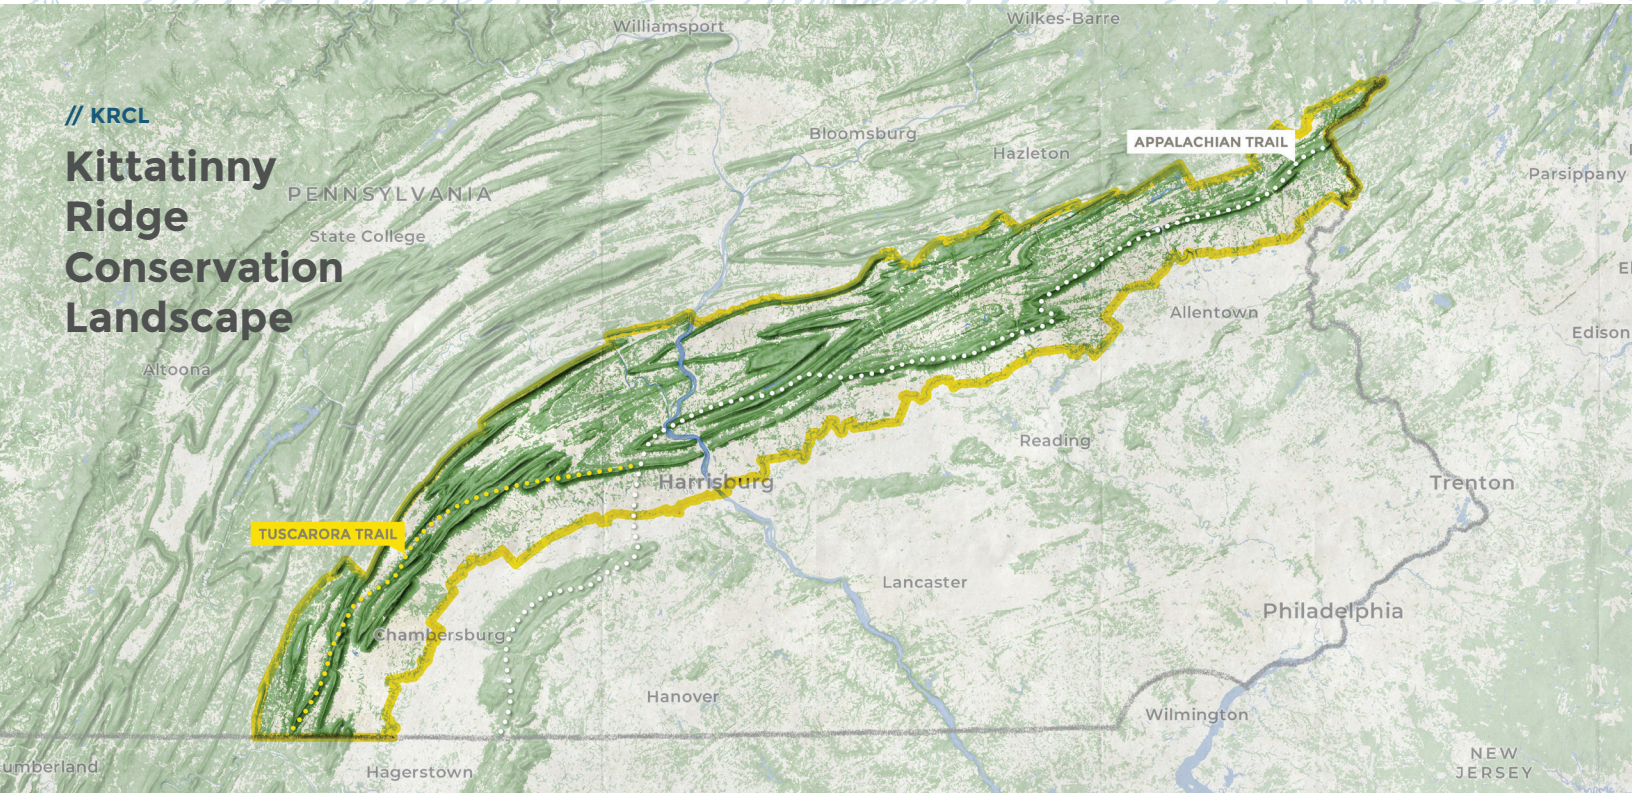 Williamsport
Wilkes-Barre
// KRCL
Kittatinny
Ridge
Conservation
Landscape
Bloomsburg
APPALACHIAN TRAIL
Hazleton
Parsippany
PENNSYLVANIA
State College
Allentown
Edison
Altoona
Reading
Harrisburg
Trenton
TUSCARORA TRAIL
Lancaster
Philadelphia
Chambersburg
Hanover
Wilmington
NEW
JERSEY
umberland
Hagerstown